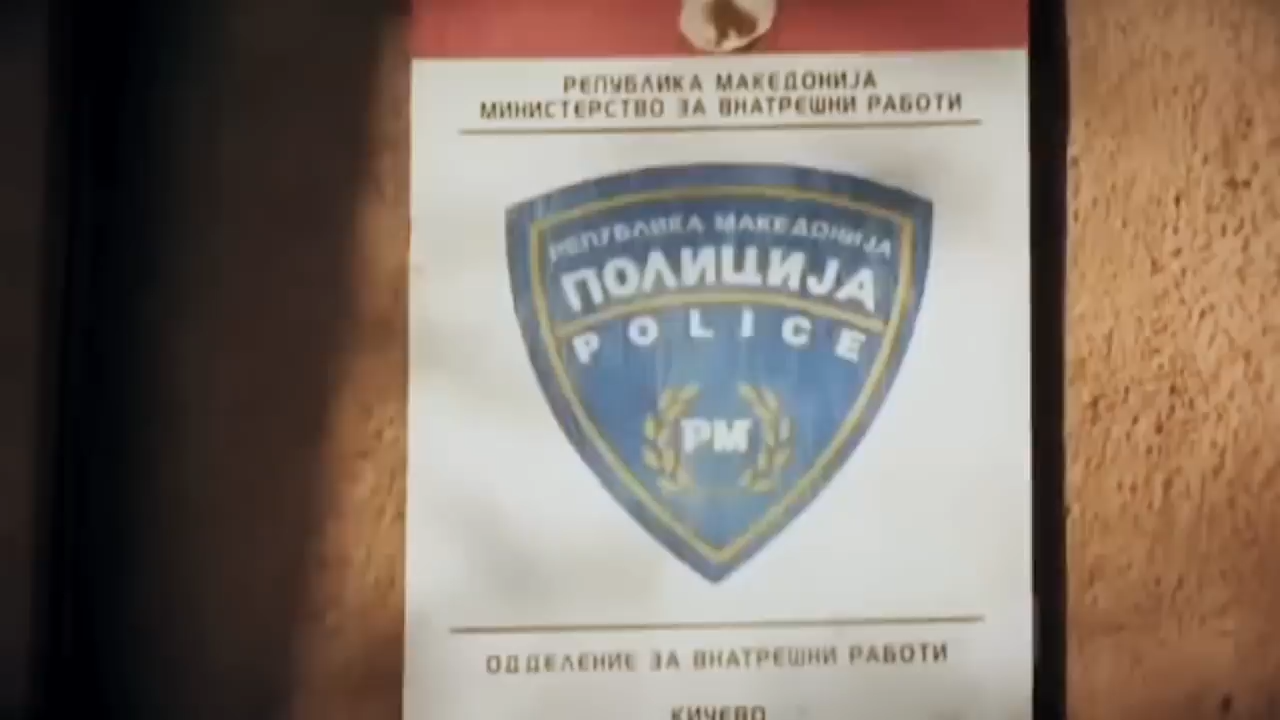 РЕПУБЛИКА МАКЕДОНИЈА
МИНИСТЕРСТВО ЗА ВНАТРЕШНИ РАБОТИ
РЕПУБЛИКА МАКЕДОНИЈА
ПОЛИЦИЈА
POLICE
РМ
ОДДЕЛЕНИЕ ЗА ВНАТРЕШНИ РАБОТИ
КИЧЕВО